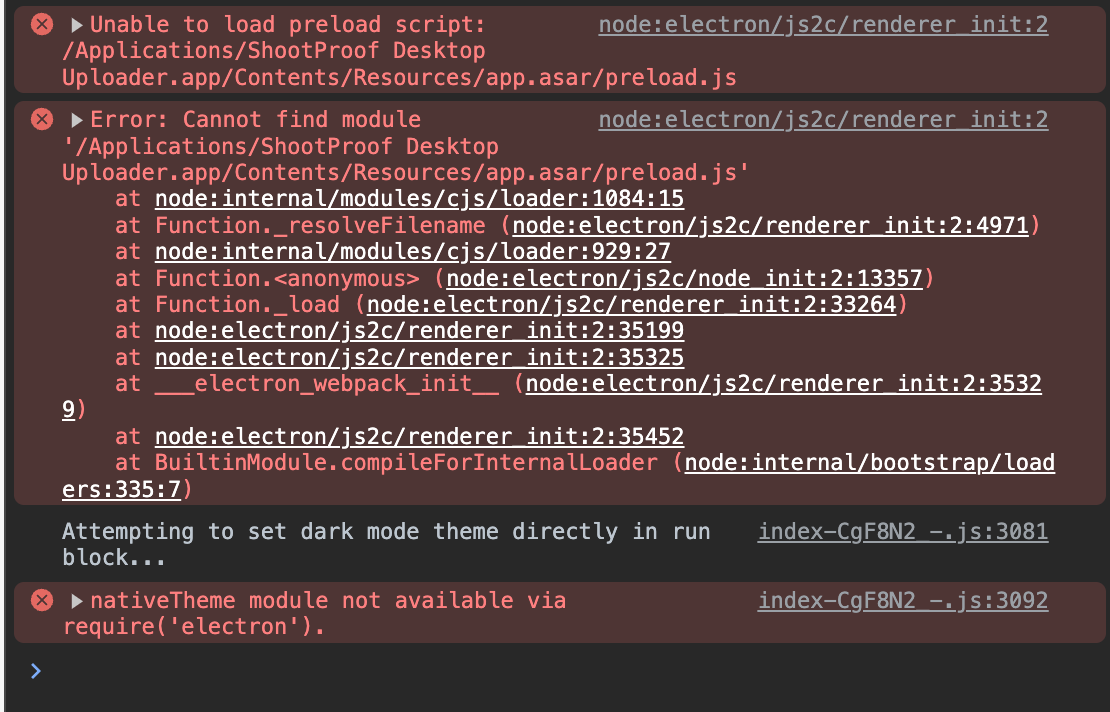 Unable to load preload script: node:electron/js2c/renderer_init:2
/Applications/ShootProof Desktop
Uploader.app/Contents/Resources/app.asar/preload.js
Error: Cannot find module node:electron/js2c/renderer_init:2
'/Applications/ShootProof Desktop
Uploader.app/Contents/Resources/app.asar/preload.js'
at node:internal/modules/cjs/loader:1084:15
at Function._resolveFilename (node:electron/js2c/renderer_init:2:4971)
at node:internal/modules/cjs/loader:929:27
at Function.<anonymous> (node:electron/js2c/node_init:2:13357)
at Function._load (node:electron/js2c/renderer_init:2:33264)
at node:electron/js2c/renderer_init:2:35199
at node:electron/js2c/renderer_init:2:35325
at ___electron_webpack_init__ (node:electron/js2c/renderer_init:2:3532
9)
at node:electron/js2c/renderer_init:2:35452
at BuiltinModule.compileForInternalLoader (node:internal/bootstrap/load
ers:335:7)
Attempting to set dark mode theme directly in run index-CgF8N2_-.js:3081
block...
nativeTheme module not available via index-CgF8N2_-.js:3092
require('electron').